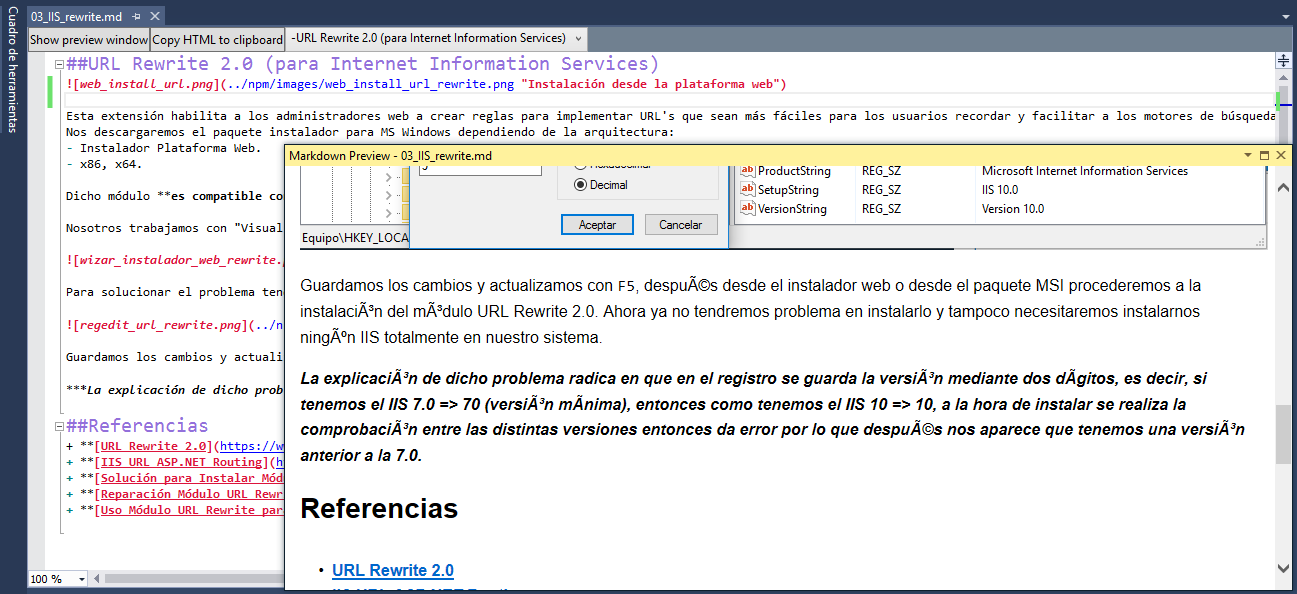 Cuadro de herramientas
03_IIS_rewrite.md
Show preview window Copy HTML to clipboard -URL Rewrite 2.0 (para Internet Information Services)
##URL Rewrite 2.0 (para Internet Information Services)
![web_install_url.png](../npm/images/web_install_url_rewrite.png "Instalación desde la plataforma web")
Esta extensión habilita a los administradores web a crear reglas para implementar URL's que sean más fáciles para los usuarios recordar y facilitar a los motores de búsqueda
Nos descargaremos el paquete instalador para MS Windows dependiendo de la arquitectura:
- Instalador Plataforma Web.
- x86, x64.
Dicho módulo **es compatible co
Nosotros trabajamos con "Visual
![wizar_instalador_web_rewrite.
Para solucionar el problema ten
![regedit_url_rewrite.png](../n
Guardamos los cambios y actuali
***La explicación de dicho prob
##Referencias
+ **[URL Rewrite 2.0](https://w
+ **[IIS URL ASP.NET Routing](h
+ **[Solución para Instalar Mód
+ **[Reparación Módulo URL Rewr
+ **[Uso Módulo URL Rewrite par
100 %
Markdown Preview - 03_IIS_rewrite.md
Decimal
Aceptar Cancelar
Equipo\HKEY_LOCA
ProductString REG_SZ Microsoft Internet Information Services
SetupString REG_SZ IIS 10.0
VersionString REG_SZ Version 10.0
Guardamos los cambios y actualizamos con F5, despuÃ©s desde el instalador web o desde el paquete MSI procederemos a la
instalaciÃ³n del mÃ³dulo URL Rewrite 2.0. Ahora ya no tendremos problema en instalarlo y tampoco necesitaremos instalarnos
ningÃºn IIS totalmente en nuestro sistema.
La explicaciÃ³n de dicho problema radica en que en el registro se guarda la versiÃ³n mediante dos dÃgitos, es decir, si
tenemos el IIS 7.0 => 70 (versiÃ³n mÃnima), entonces como tenemos el IIS 10 => 10, a la hora de instalar se realiza la
comprobaciÃ³n entre las distintas versiones entonces da error por lo que despuÃ©s nos aparece que tenemos una versiÃ³n
anterior a la 7.0.
Referencias
• URL Rewrite 2.0